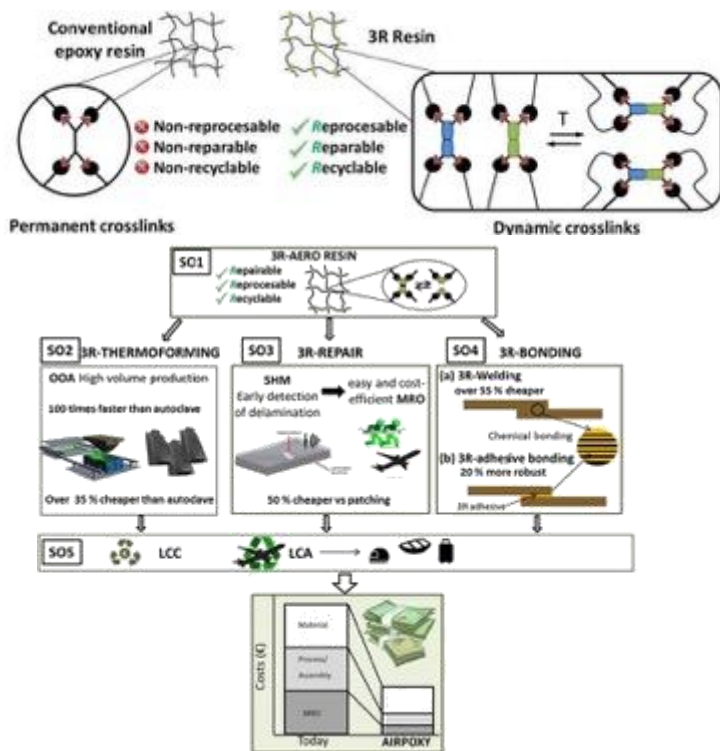 Conventional
epoxy resin
3R Resin
Non-reprocesable
Non-reparable
Non-recyclable
Reprocesable
Reparable
Recyclable
T
Permanent crosslinks
Dynamic crosslinks
SO1
3R-AERO RESIN
Repairable
Reprocesable
Recyclable
SO2
3R-THERMOFORMING
OOA High volume production
100 times faster than autoclave
Over 35 % cheaper than autoclave
SO3
3R-REPAIR
SHM
Early detection
of delamination
easy and cost-
efficient MRO
50 % cheaper vs patching
SO4
3R-BONDING
(a) 3R-Welding
over 55 % cheaper
Chemical bonding
(b) 3R-adhesive bonding
20 % more robust
3R adhesive
SO5
LCC
LCA
Costs (€)
Material
Process/
Assembly
MRO
Today
AIRPOXY